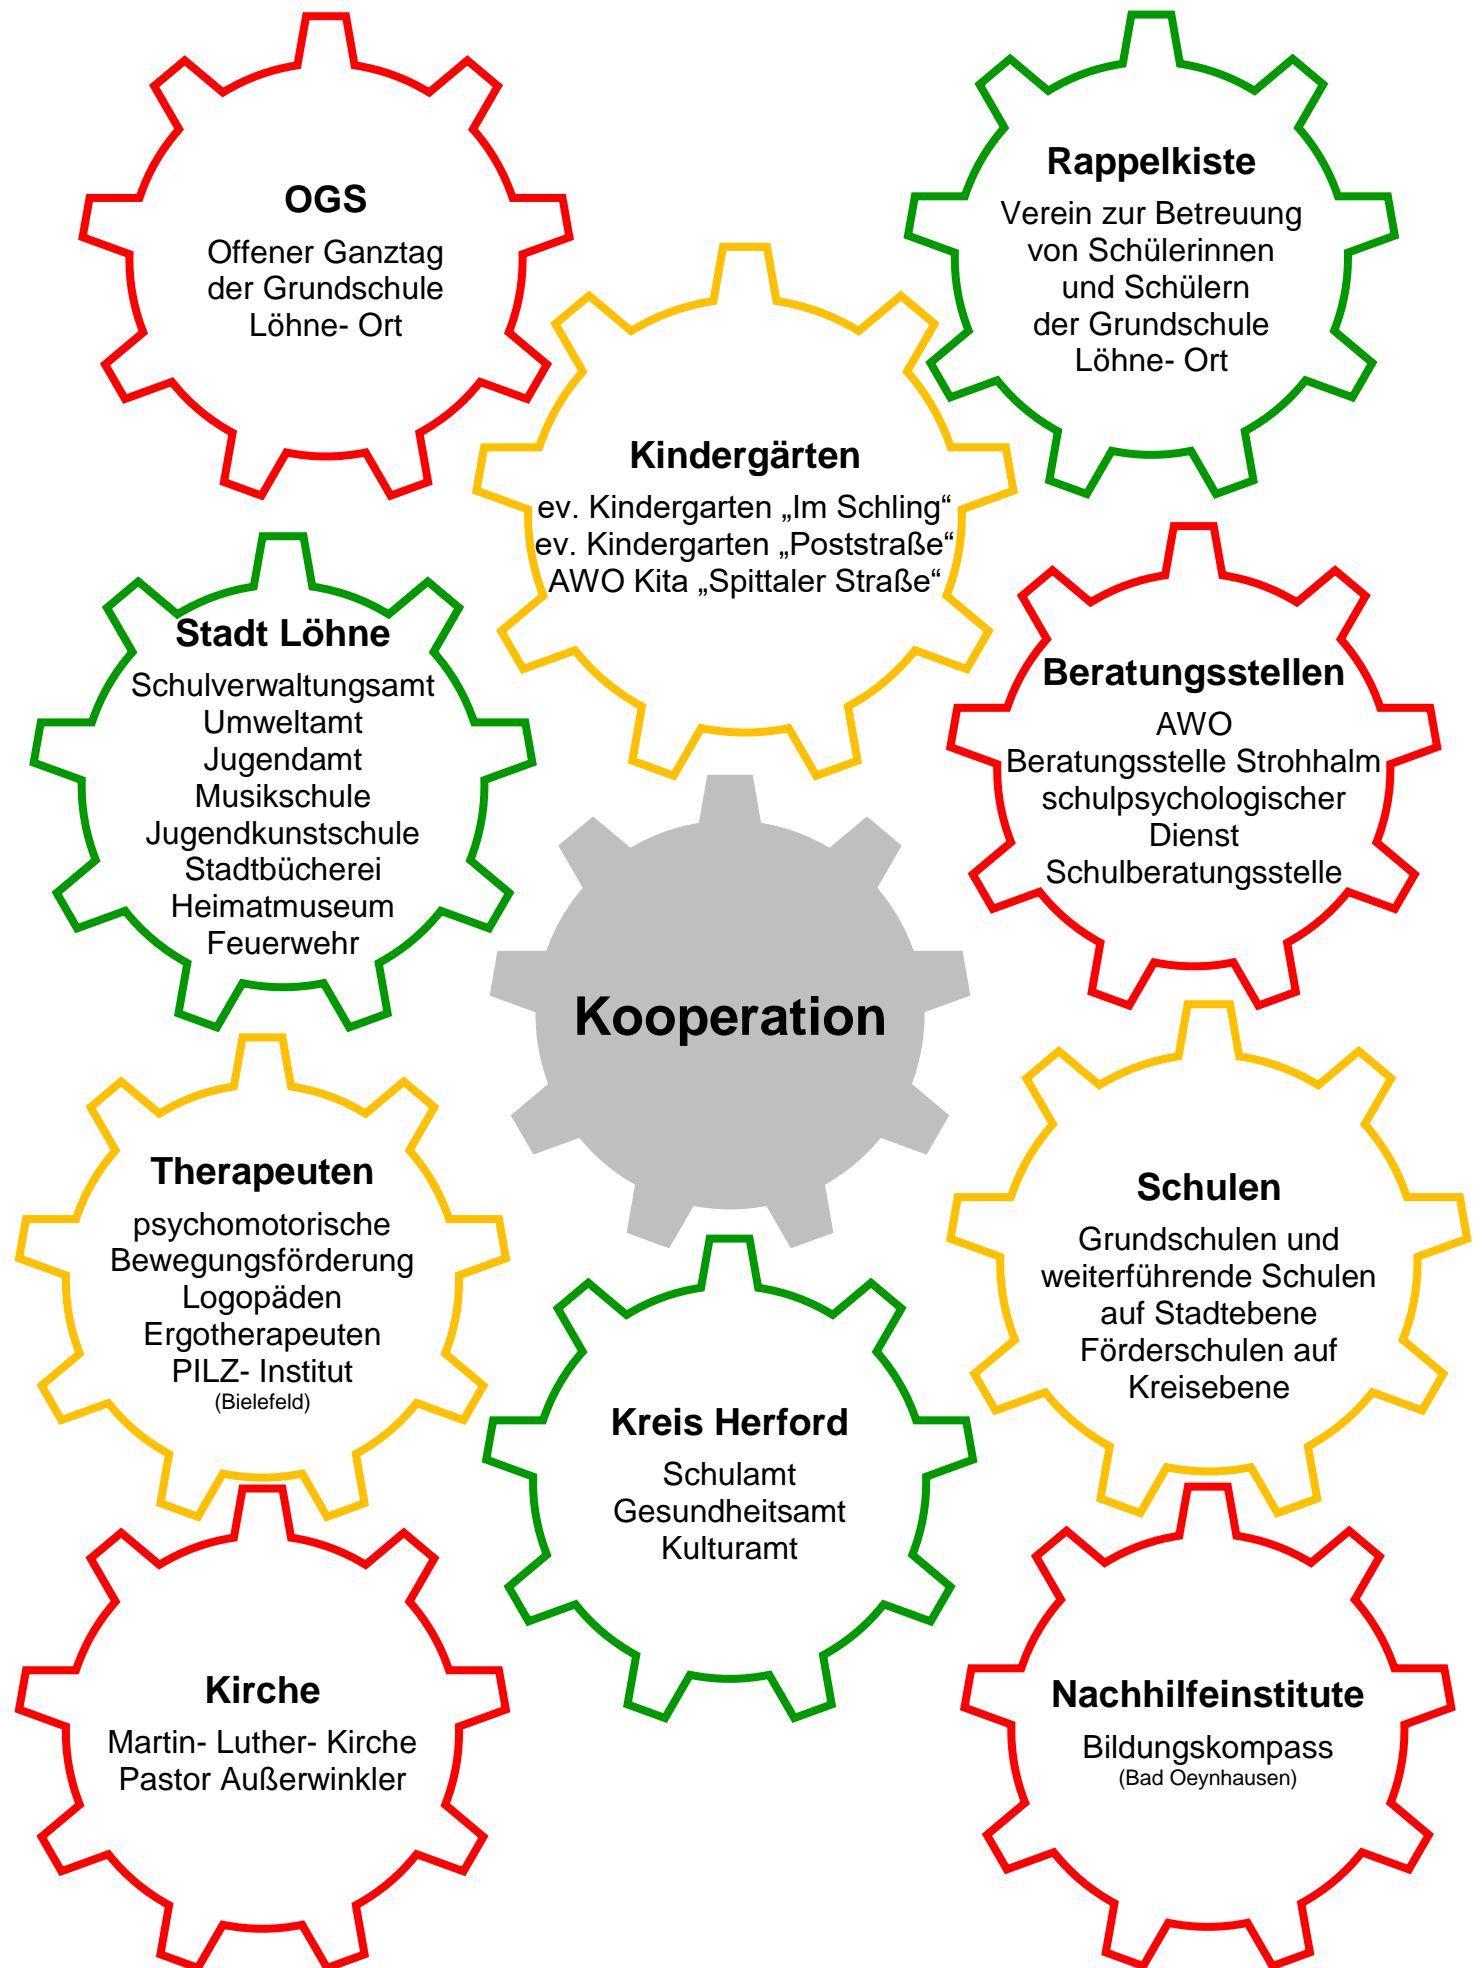 OGS
Offener Ganztag
der Grundschule
Löhne- Ort
Rappelkiste
Verein zur Betreuung
von Schülerinnen
und Schülern
der Grundschule
Löhne- Ort
Kindergärten
ev. Kindergarten „Im Schling“
ev. Kindergarten „Poststraße“
AWO Kita „Spittaler Straße“
Stadt Löhne
Schulverwaltungsamt
Umweltamt
Jugendamt
Musikschule
Jugendkunstschule
Stadtbücherei
Heimatmuseum
Feuerwehr
Beratungsstellen
AWO
Beratungsstelle Strohhalm
schulpsychologischer
Dienst
Schulberatungsstelle
Kooperation
Therapeuten
psychomotorische
Bewegungsförderung
Logopäden
Ergotherapeuten
PILZ- Institut
(Bielefeld)
Schulen
Grundschulen und
weiterführende Schulen
auf Stadtebene
Förderschulen auf
Kreisebene
Kreis Herford
Schulamt
Gesundheitsamt
Kulturamt
Kirche
Martin- Luther- Kirche
Pastor Außerwinkler
Nachhilfeinstitute
Bildungskompass
(Bad Oeynhausen)